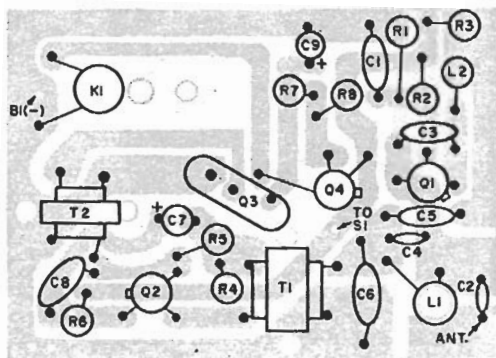 C9
+
C1
R1
R3
R7
R8
R2
L2
K1
B1(-)
C3
Q4
Q1
T2
Q3
+
C7
TO
S1
C5
C4
R5
C8
Q2
R4
T1
C6
L1
C2
R6
ANT.